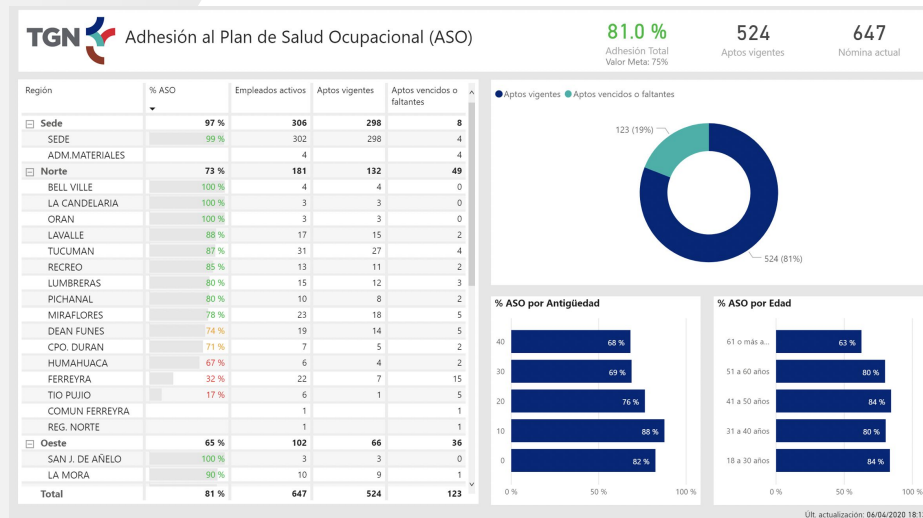 TGN Adhesión al Plan de Salud Ocupacional (ASO)
81.0 % 524 647
Adhesión Total Aptos vigentes Nómina actual
Valor Meta: 75%
Región % ASO Empleados activos Aptos vigentes Aptos vencidos o faltantes
Sede 97 % 306 298 8
SEDE 99 % 302 298 4
ADM.MATERIALES 4 4
Norte 73 % 181 132 49
BELL VILLE 100 % 4 4 0
LA CANDELARIA 100 % 3 3 0
ORAN 100 % 3 3 0
LAVALLE 88 % 17 15 2
TUCUMAN 87 % 31 27 4
RECREO 85 % 13 11 2
LUMBRERAS 80 % 15 12 3
PICHANAL 80 % 10 8 2
MIRAFLORES 78 % 23 18 5
DEAN FUNES 74 % 19 14 5
CPO. DURAN 71 % 7 5 2
HUMAHUACA 67 % 6 4 2
FERREYRA 32 % 22 7 15
TIO PUJIO 17 % 6 1 5
COMUN FERREYRA 1 1
REG. NORTE 1 1
Oeste 65 % 102 66 36
SAN J. DE AÑELO 100 % 3 3 0
LA MORA 90 % 10 9 1
Total 81 % 647 524 123
Aptos vigentes Aptos vencidos o faltantes
123 (19%)
524 (81%)
% ASO por Antigüedad
40 68 %
30 69 %
20 76 %
10 88 %
0 82 %
0 % 50 % 100 %
% ASO por Edad
61 o más a... 63 %
51 a 60 años 80 %
41 a 50 años 84 %
31 a 40 años 80 %
18 a 30 años 84 %
0 % 50 % 100 %
Últ. actualización: 06/04/2020